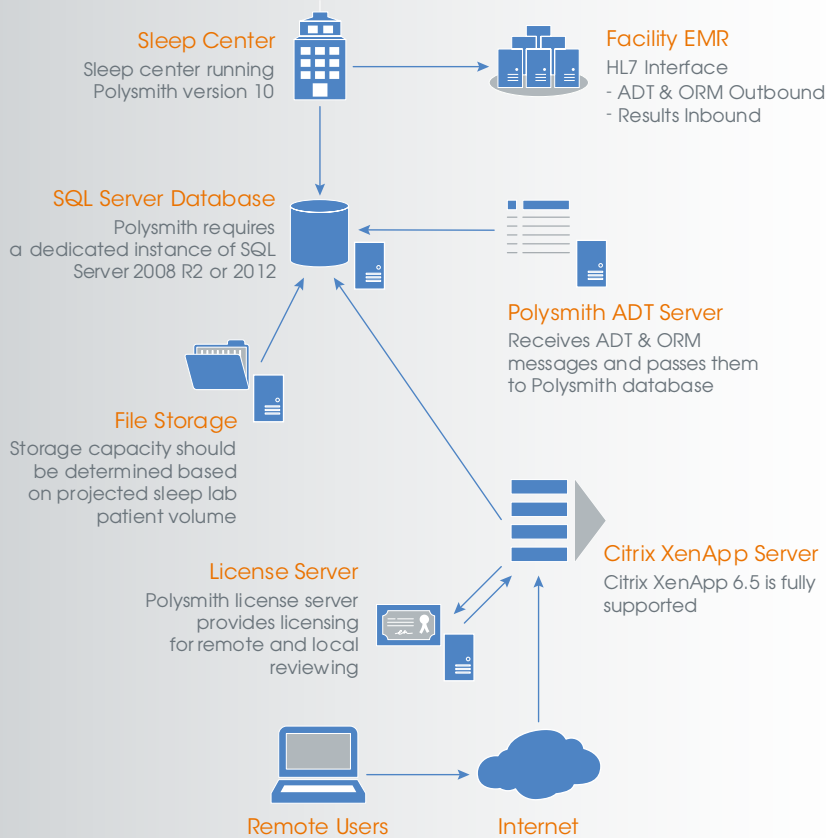 Sleep Center
Sleep center running
Polysmith version 10
Facility EMR
HL7 Interface
- ADT & ORM Outbound
- Results Inbound
SQL Server Database
Polysmith requires
a dedicated instance of SQL
Server 2008 R2 or 2012
Polysmith ADT Server
Receives ADT & ORM
messages and passes them
to Polysmith database
File Storage
Storage capacity should
be determined based
on projected sleep lab
patient volume
Citrix XenApp Server
Citrix XenApp 6.5 is fully
supported
License Server
Polysmith license server
provides licensing
for remote and local
reviewing
Remote Users
Internet